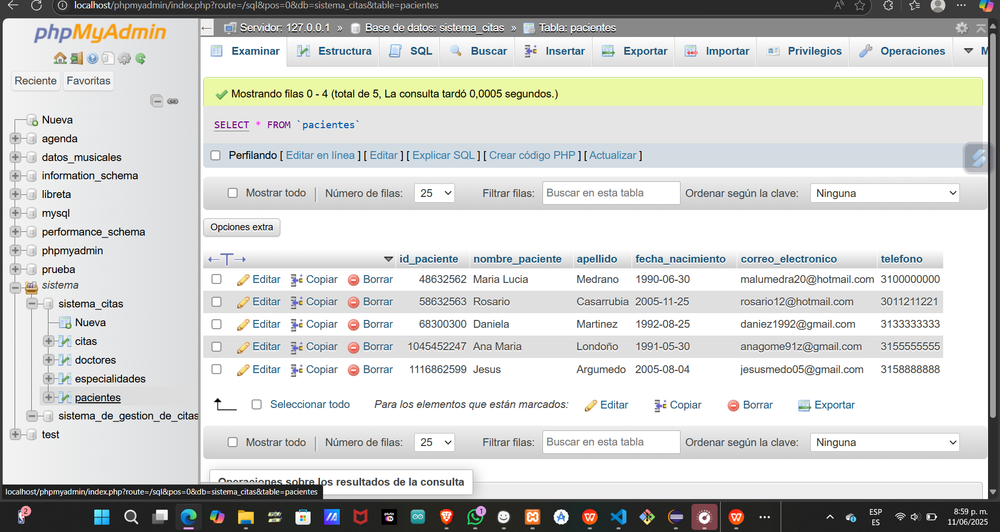 localhost/phpmyadmin/index.php?route=/sql&pos=0&db=sistema_citas&table=pacientes
phpMyAdmin
Reciente Favoritas
Nueva
agenda
datos_musicales
information_schema
libreta
mysql
performance_schema
phpmyadmin
prueba
sistema
sistema_citas
Nueva
citas
doctores
especialidades
pacientes
sistema_de_gestion_de_citas
test
Servidor: 127.0.0.1 » Base de datos: sistema_citas » Tabla: pacientes
Examinar Estructura SQL Buscar Insertar Exportar Importar Privilegios Operaciones M
Mostrando filas 0 - 4 (total de 5, La consulta tardó 0,0005 segundos.)
SELECT * FROM `pacientes`
Perfilando [ Editar en línea ] [ Editar ] [ Explicar SQL ] [ Crear código PHP ] [ Actualizar ]
Mostrar todo Número de filas: 25 Filtrar filas: Buscar en esta tabla Ordenar según la clave: Ninguna
Opciones extra
id_paciente nombre_paciente apellido fecha_nacimiento correo_electronico telefono
Editar Copiar Borrar 48632562 Maria Lucia Medrano 1990-06-30 malumedra20@hotmail.com 3100000000
Editar Copiar Borrar 58632563 Rosario Casarrubia 2005-11-25 rosario12@hotmail.com 3011211221
Editar Copiar Borrar 68300300 Daniela Martinez 1992-08-25 daniez1992@gmail.com 3133333333
Editar Copiar Borrar 1045452247 Ana Maria Londoño 1991-05-30 anagome91z@gmail.com 3155555555
Editar Copiar Borrar 1116862599 Jesus Argumedo 2005-08-04 jesusmedo05@gmail.com 3158888888
Seleccionar todo Para los elementos que están marcados: Editar Copiar Borrar Exportar
Mostrar todo Número de filas: 25 Filtrar filas: Buscar en esta tabla Ordenar según la clave: Ninguna
Operaciones sobre los resultados de la consulta
localhost/phpmyadmin/index.php?route=/sql&pos=0&db=sistema_citas&table=pacientes
2
pluto tv
1
ESP
ES
8:59 p. m.
11/06/2025